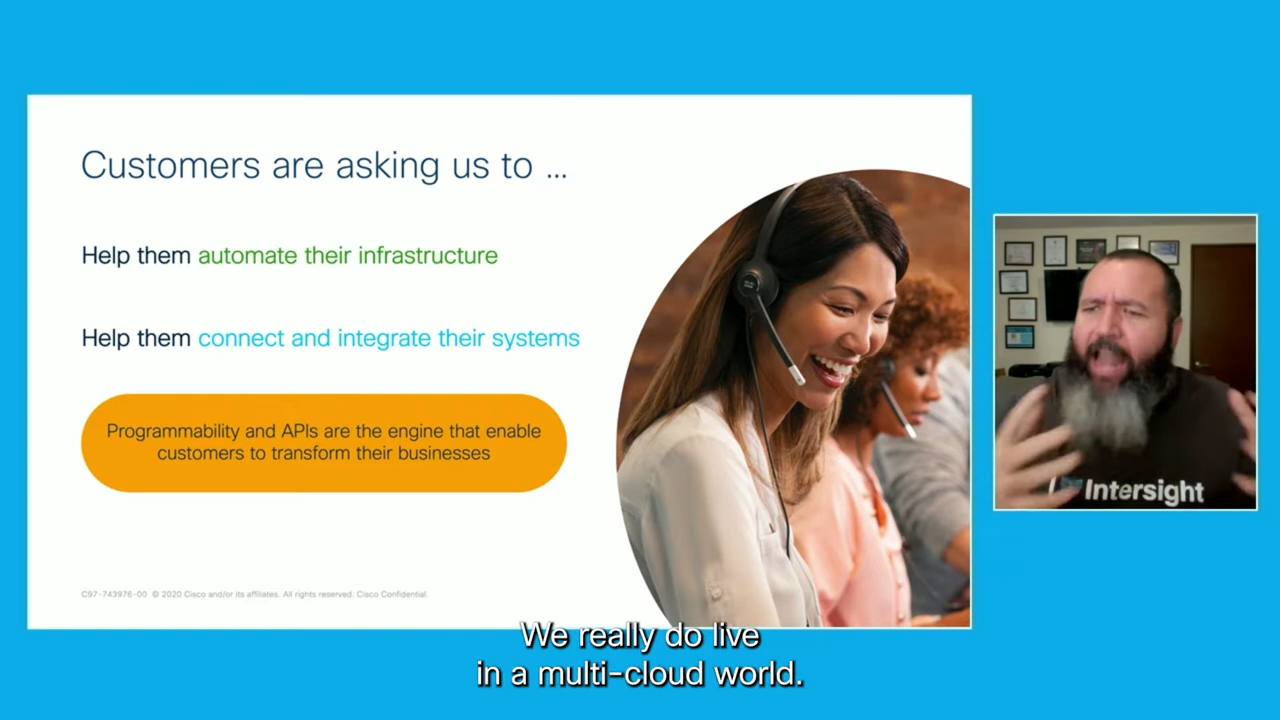 Customers are asking us to ...
Help them automate their infrastructure
Help them connect and integrate their systems
Programmability and APIs are the engine that enable
customers to transform their businesses
C97-743976-00 © 2020 Cisco and/or its affiliates. All rights reserved. Cisco Confidential.
Intersight
We really do live
in a multi-cloud world.